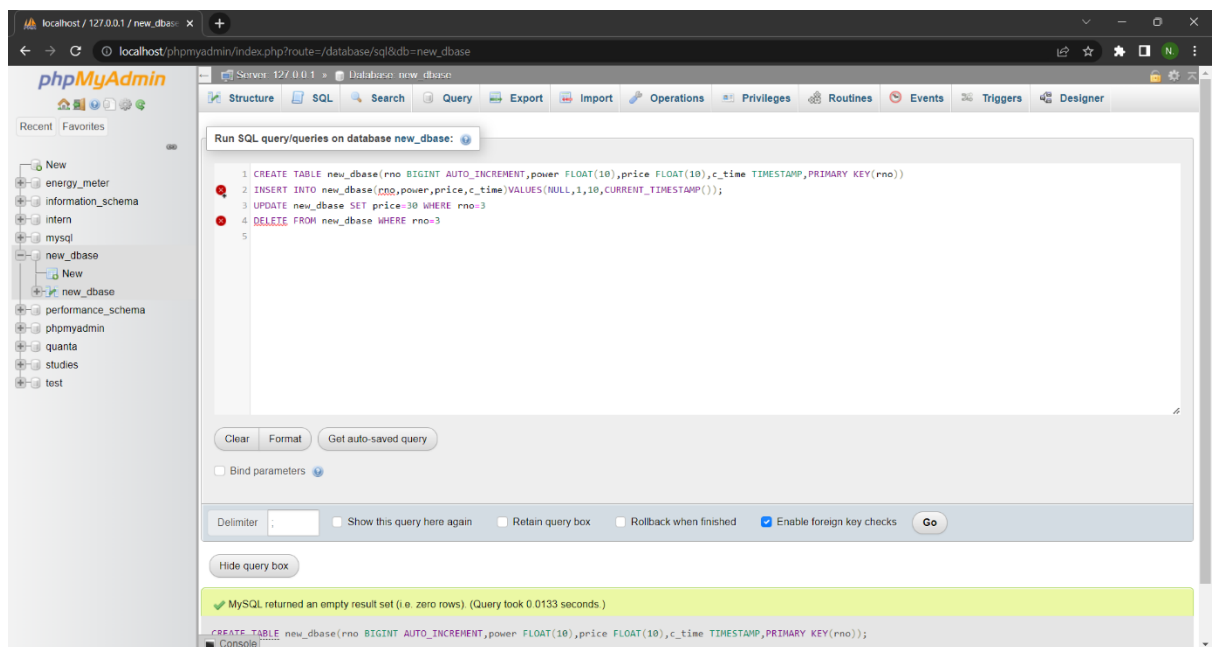 localhost / 127.0.0.1 / new_dbase
localhost/phpmyadmin/index.php?route=/database/sql&db=new_dbase
N.
phpMyAdmin
Recent Favorites
New
energy_meter
information_schema
intern
mysql
new_dbase
New
new_dbase
performance_schema
phpmyadmin
quanta
studies
test
Server: 127.0.0.1 » Database: new_dbase
Structure SQL Search Query Export Import Operations Privileges Routines Events Triggers Designer
Run SQL query/queries on database new_dbase:
1 CREATE TABLE new_dbase(rno BIGINT AUTO_INCREMENT,power FLOAT(10),price FLOAT(10),c_time TIMESTAMP,PRIMARY KEY(rno))
2 INSERT INTO new_dbase(rno,power,price,c_time)VALUES(NULL,1,10,CURRENT_TIMESTAMP());
3 UPDATE new_dbase SET price=30 WHERE rno=3
4 DELETE FROM new_dbase WHERE rno=3
5
Clear Format Get auto-saved query
Bind parameters
Delimiter ; Show this query here again Retain query box Rollback when finished Enable foreign key checks Go
Hide query box
MySQL returned an empty result set (i.e. zero rows). (Query took 0.0133 seconds.)
CREATE TABLE new_dbase(rno BIGINT AUTO_INCREMENT,power FLOAT(10),price FLOAT(10),c_time TIMESTAMP,PRIMARY KEY(rno));
Console